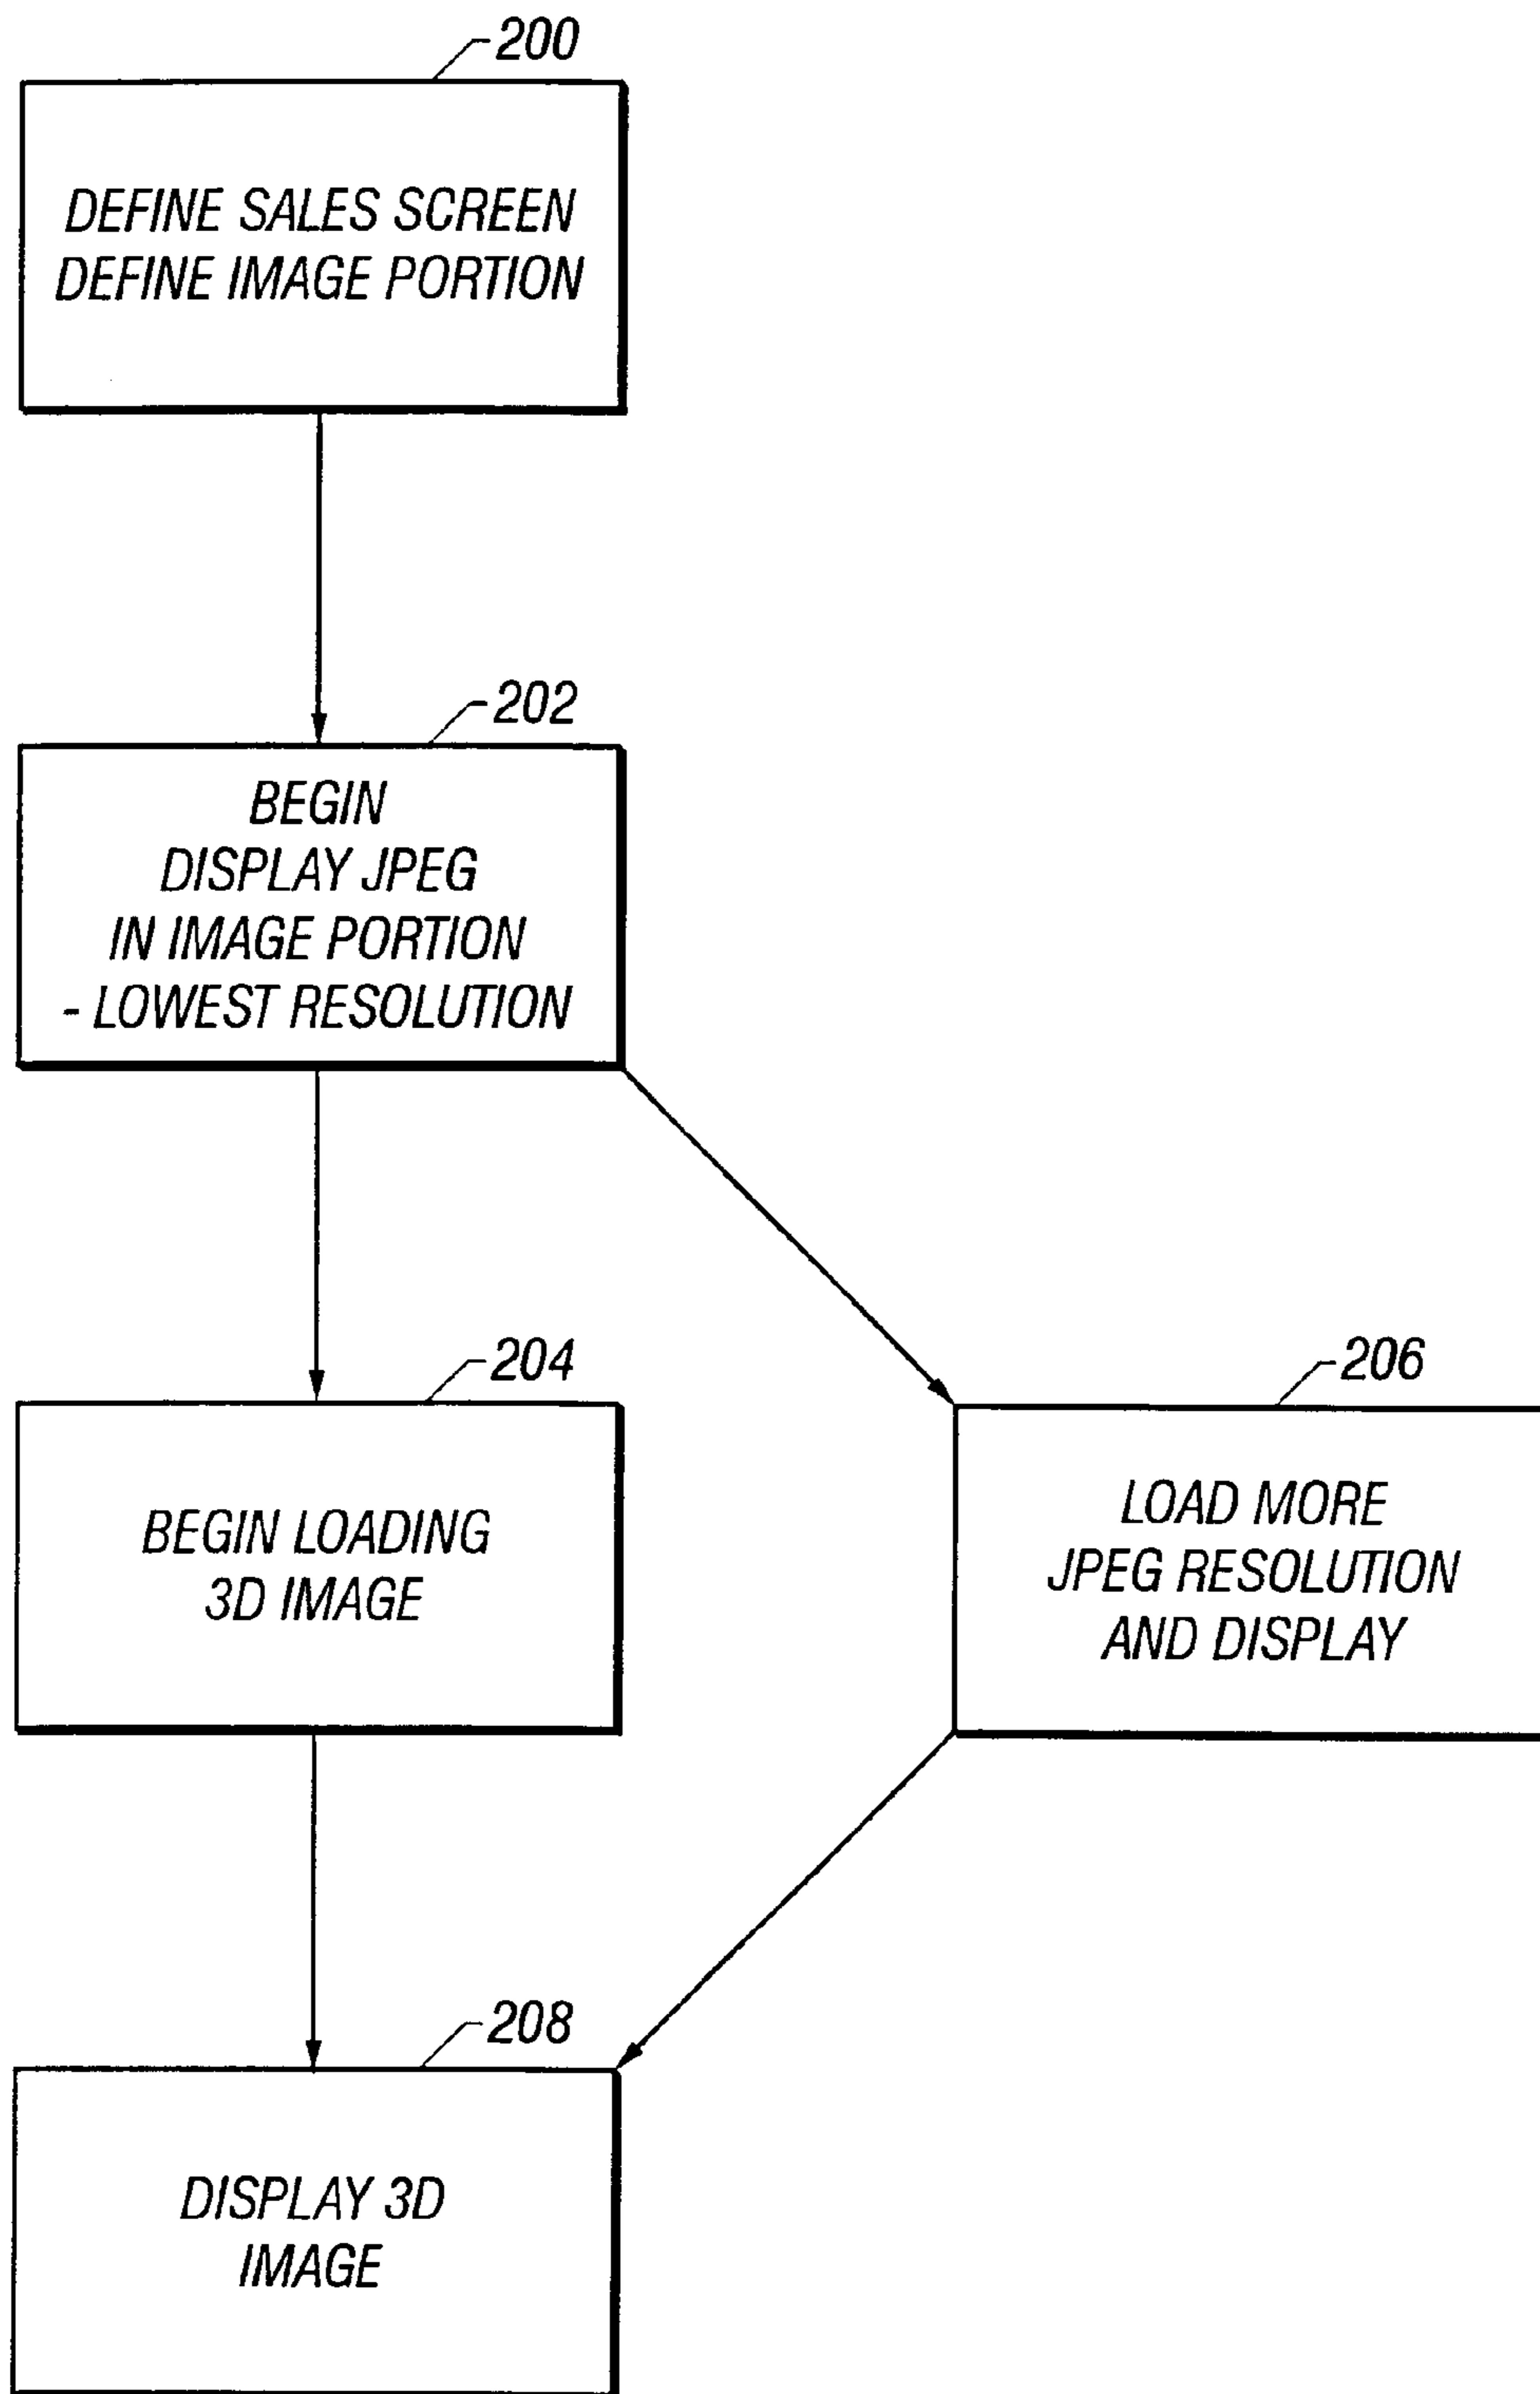 200
DEFINE SALES SCREEN
DEFINE IMAGE PORTION
202
BEGIN
DISPLAY JPEG
IN IMAGE PORTION
- LOWEST RESOLUTION
204
BEGIN LOADING
3D IMAGE
206
LOAD MORE
JPEG RESOLUTION
AND DISPLAY
208
DISPLAY 3D
IMAGE